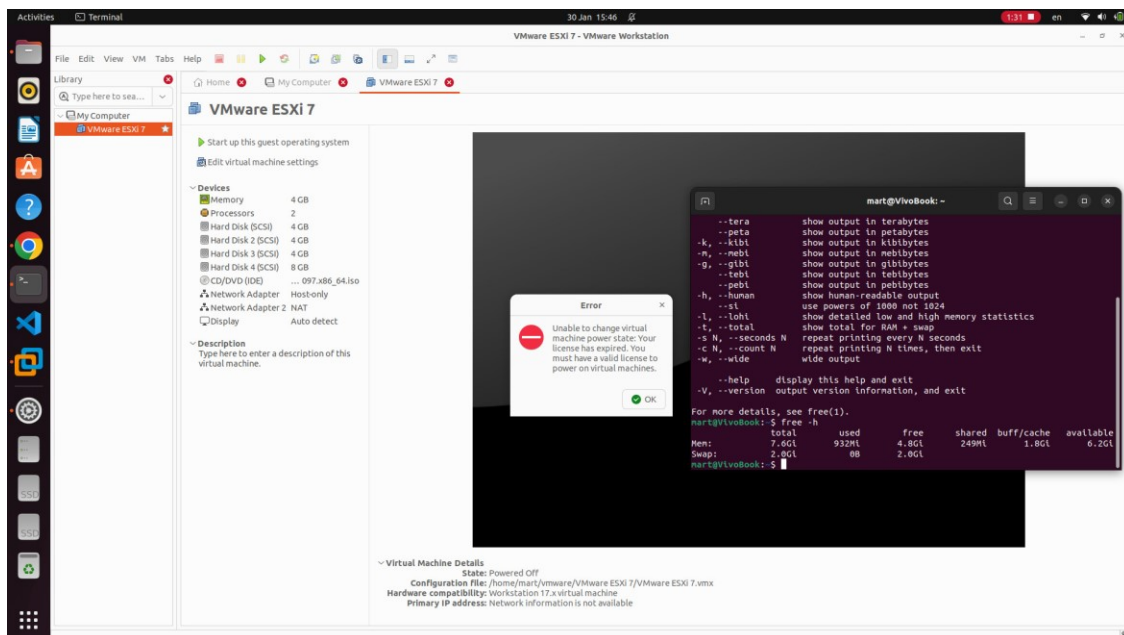 Activities Terminal 30 Jan 15:46 1:31 en
VMware ESXi 7 - VMware Workstation
File Edit View VM Tabs Help
Library
Type here to sea...
My Computer
VMware ESXi 7
Home My Computer VMware ESXi 7
VMware ESXi 7
Start up this guest operating system
Edit virtual machine settings
Devices
Memory 4 GB
Processors 2
Hard Disk (SCSI) 4 GB
Hard Disk 2 (SCSI) 4 GB
Hard Disk 3 (SCSI) 4 GB
Hard Disk 4 (SCSI) 8 GB
CD/DVD (IDE) ... 097.x86_64.iso
Network Adapter Host-only
Network Adapter 2 NAT
Display Auto detect
Description
Type here to enter a description of this
virtual machine.
Error
Unable to change virtual
machine power state: Your
license has expired. You
must have a valid license to
power on virtual machines.
OK
mart@VivoBook: ~
--tera show output in terabytes
--peta show output in petabytes
-k, --kibi show output in kibibytes
-m, --mebi show output in mebibytes
-g, --gibi show output in gibibytes
--tebi show output in tebibytes
--pebi show output in pebibytes
-h, --human show human-readable output
--si use powers of 1000 not 1024
-l, --lohi show detailed low and high memory statistics
-t, --total show total for RAM + swap
-s N, --seconds N repeat printing every N seconds
-c N, --count N repeat printing N times, then exit
-w, --wide wide output
--help display this help and exit
-V, --version output version information, and exit
For more details, see free(1).
mart@VivoBook:~$ free -h
total used free shared buff/cache available
Mem: 7.6Gi 932Mi 4.8Gi 249Mi 1.8Gi 6.2Gi
Swap: 2.0Gi 0B 2.0Gi
mart@VivoBook:~$
Virtual Machine Details
State: Powered Off
Configuration file: /home/mart/vmware/VMware ESXi 7/VMware ESXi 7.vmx
Hardware compatibility: Workstation 17.x virtual machine
Primary IP address: Network information is not available
SSD
SSD